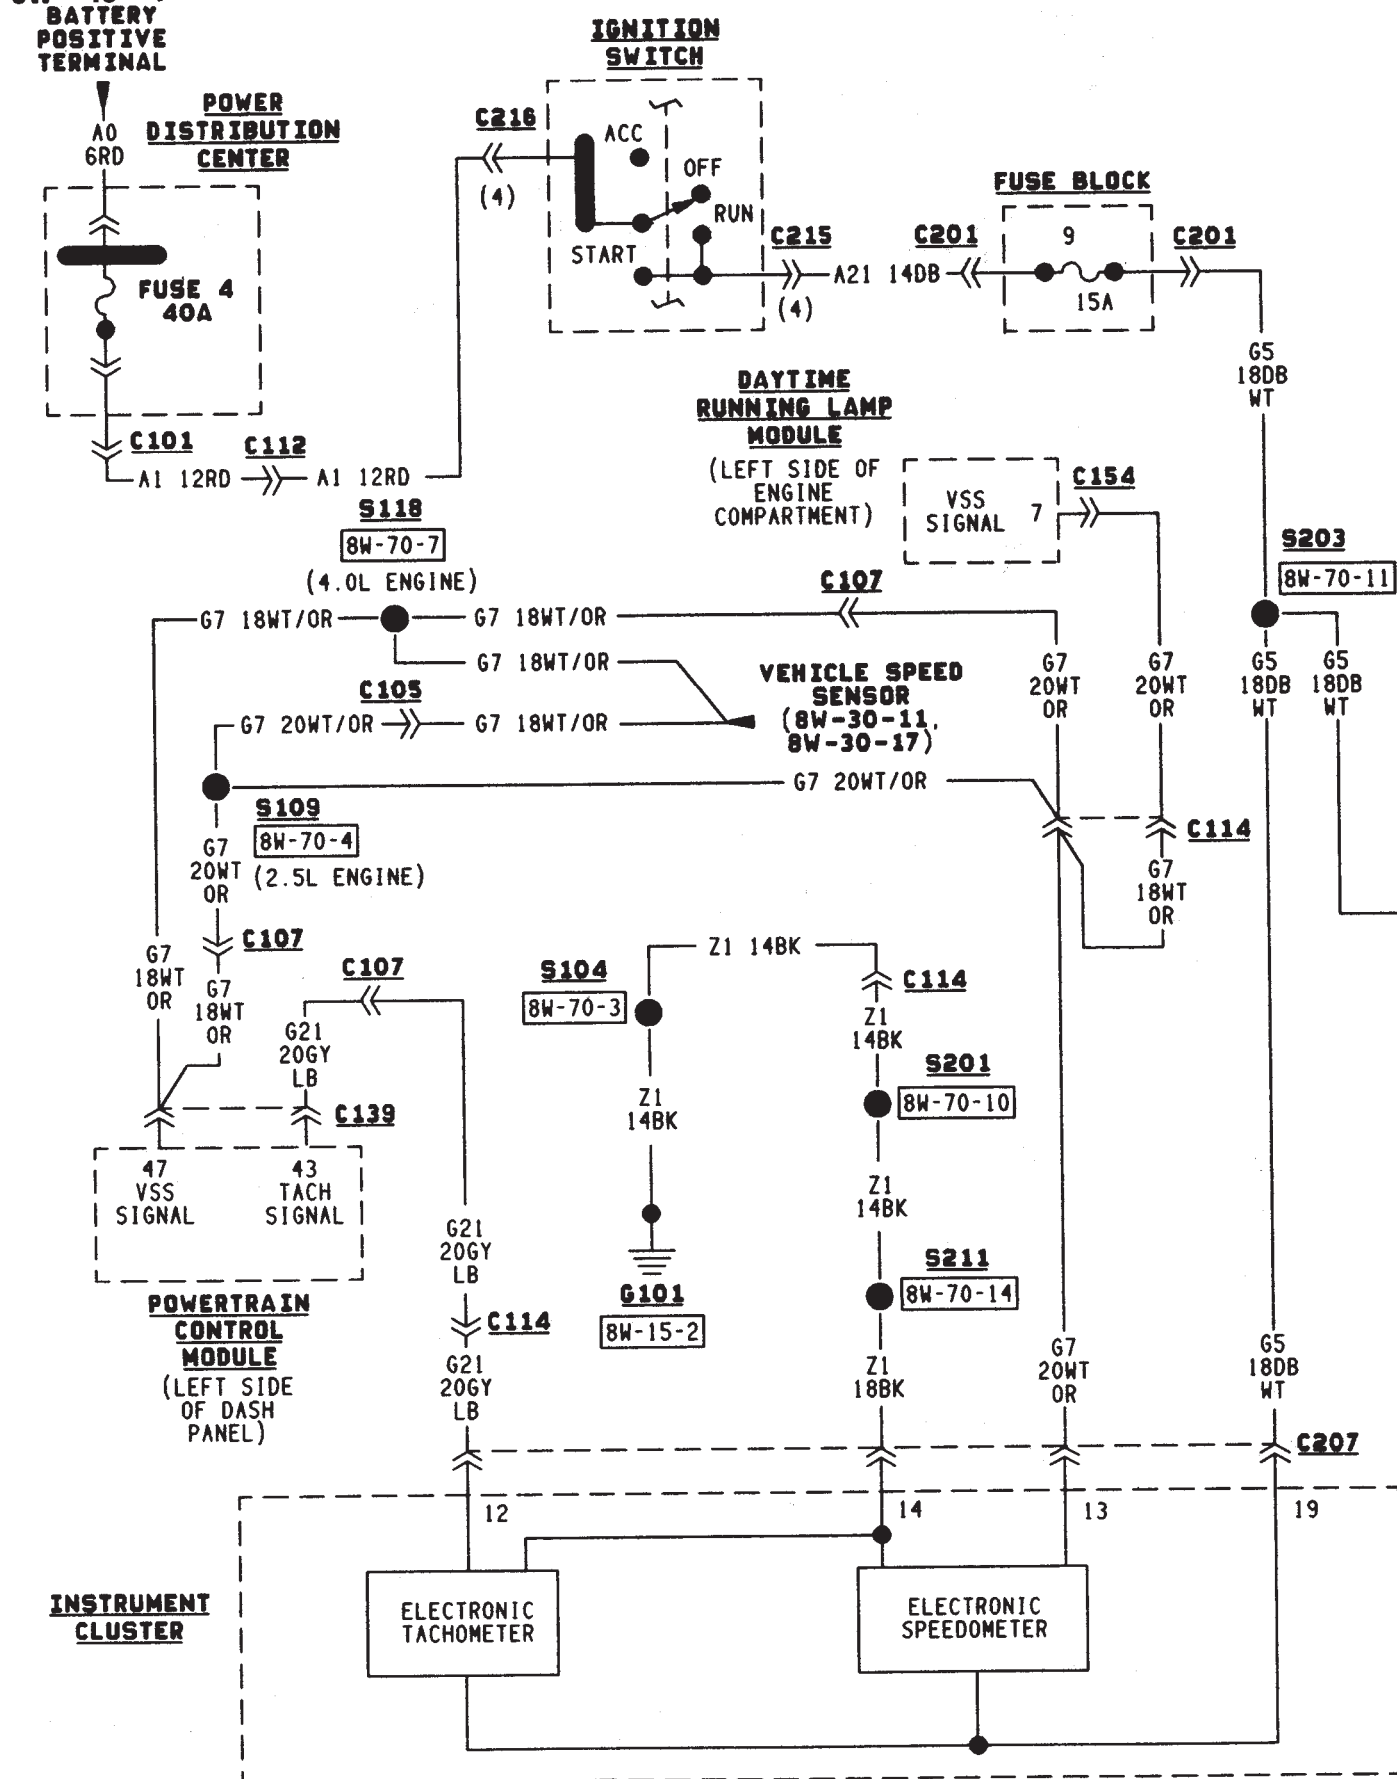 BATTERY
POSITIVE
TERMINAL
A0
6RD
POWER
DISTRIBUTION
CENTER
FUSE 4
40A
C101
C112
A1 12RD
A1 12RD
IGNITION
SWITCH
C216
(4)
ACC
OFF
RUN
START
C215
(4)
A21 14DB
C201
FUSE BLOCK
9
15A
C201
G5
18DB
WT
DAYTIME
RUNNING LAMP
MODULE
(LEFT SIDE OF
ENGINE
COMPARTMENT)
VSS
SIGNAL
7
C154
S203
8W-70-11
S118
8W-70-7
(4.0L ENGINE)
C107
G7 18WT/OR
G7 18WT/OR
G7 18WT/OR
C105
G7 20WT/OR
G7 18WT/OR
VEHICLE SPEED
SENSOR
(8W-30-11,
8W-30-17)
G7
20WT
OR
G7
20WT
OR
G5
18DB
WT
G5
18DB
WT
G7 20WT/OR
S109
8W-70-4
(2.5L ENGINE)
G7
20WT
OR
C114
G7
18WT
OR
C107
G7
18WT
OR
G7
18WT
OR
C107
G21
20GY
LB
C139
47
VSS
SIGNAL
43
TACH
SIGNAL
POWERTRAIN
CONTROL
MODULE
(LEFT SIDE
OF DASH
PANEL)
S104
8W-70-3
Z1 14BK
C114
Z1
14BK
S201
8W-70-10
Z1
14BK
Z1
14BK
G101
8W-15-2
S211
8W-70-14
G21
20GY
LB
C114
G21
20GY
LB
Z1
18BK
G7
20WT
OR
G5
18DB
WT
C207
12
14
13
19
INSTRUMENT
CLUSTER
ELECTRONIC
TACHOMETER
ELECTRONIC
SPEEDOMETER